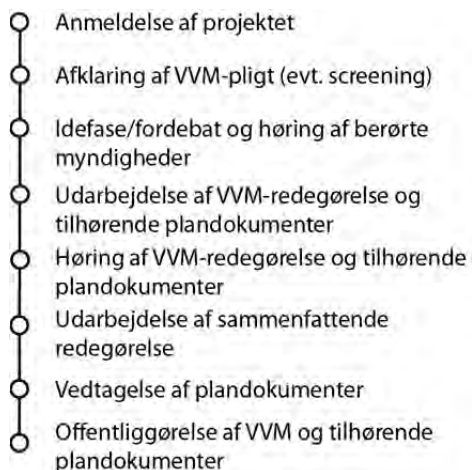 Anmeldelse af projektet
Afklaring af VVM-pligt (evt. screening)
Idefase/fordebat og høring af berørte
myndigheder
Udarbejdelse af VVM-redegørelse og
tilhørende plandokumenter
Høring af VVM-redegørelse og tilhørende
plandokumenter
Udarbejdelse af sammenfattende
redegørelse
Vedtagelse af plandokumenter
Offentliggørelse af VVM og tilhørende
plandokumenter